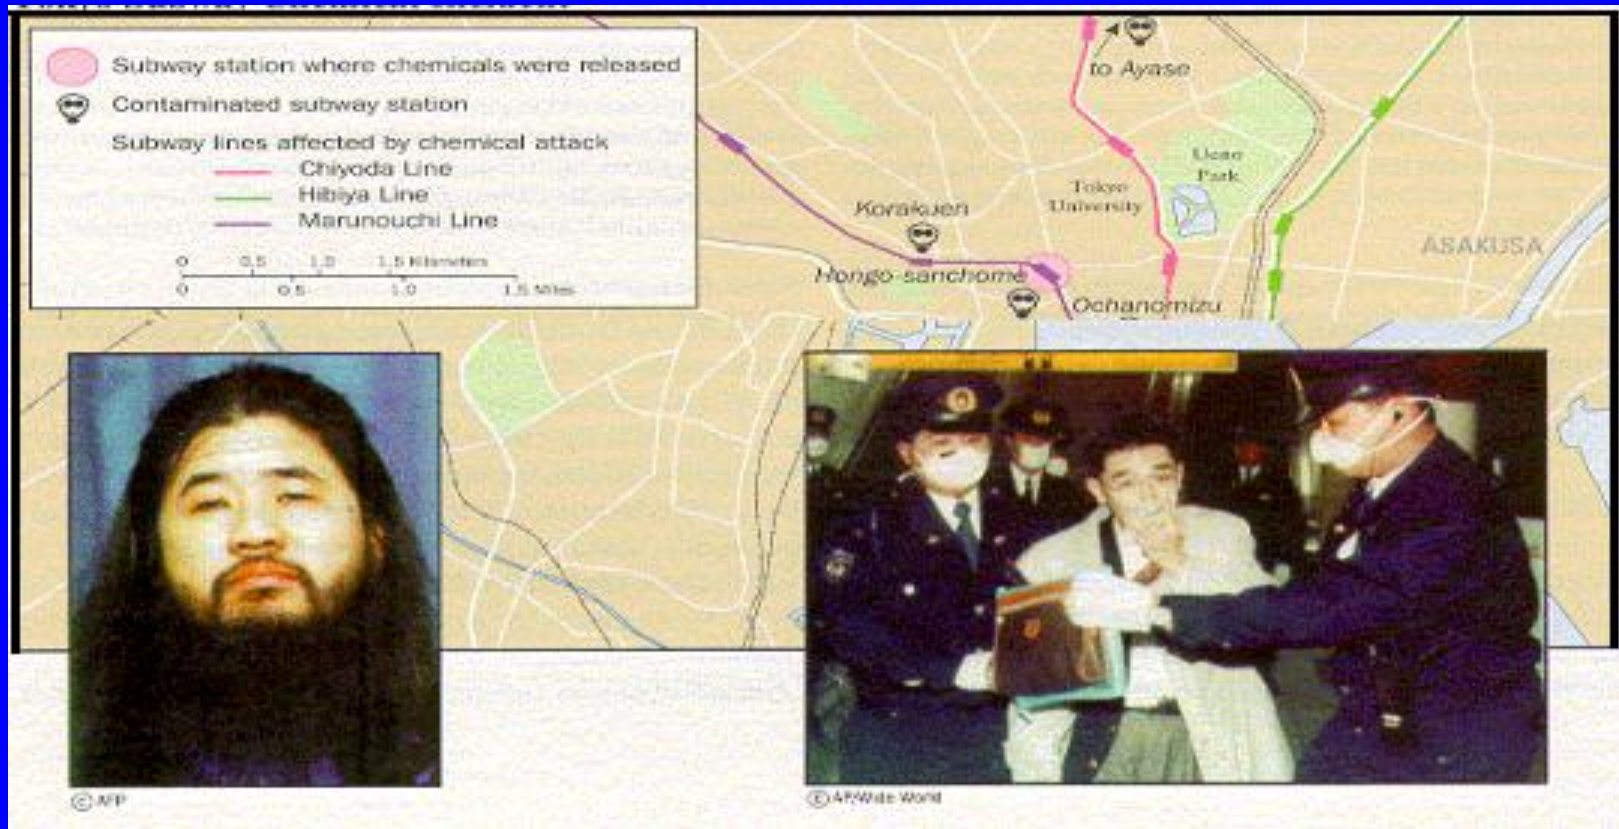 Subway station where chemicals were released
Contaminated subway station
Subway lines affected by chemical attack
Chiyoda Line
Hibiya Line
Marunouchi Line
0 0.5 1.0 1.5 Kilometers
0 0.5 1.0 1.5 Miles
to Ayase
Ueno
Park
Tokyo
University
Korakuen
ASAKUSA
Hongo-sanchome
Ochanomizu
© AFP
© AP/Wide World